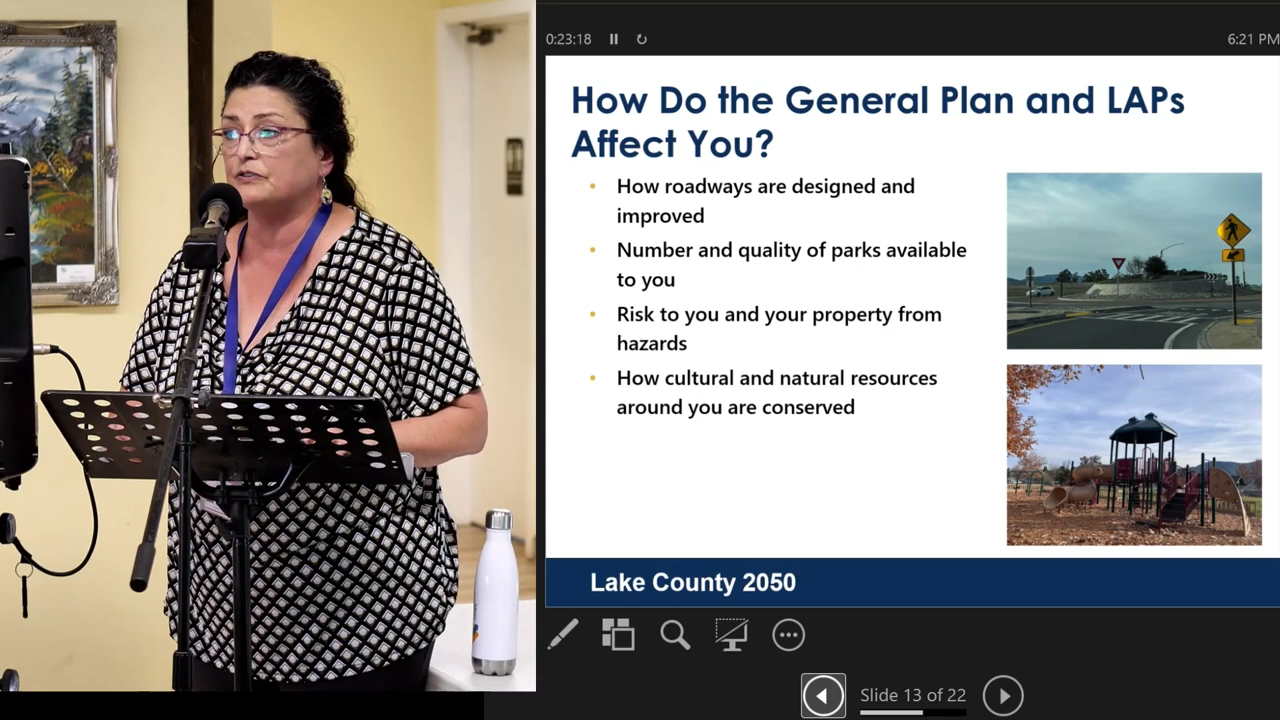 0:23:18
6:21 PM
How Do the General Plan and LAPs
Affect You?
• How roadways are designed and
improved
• Number and quality of parks available
to you
• Risk to you and your property from
hazards
• How cultural and natural resources
around you are conserved
Lake County 2050
Slide 13 of 22